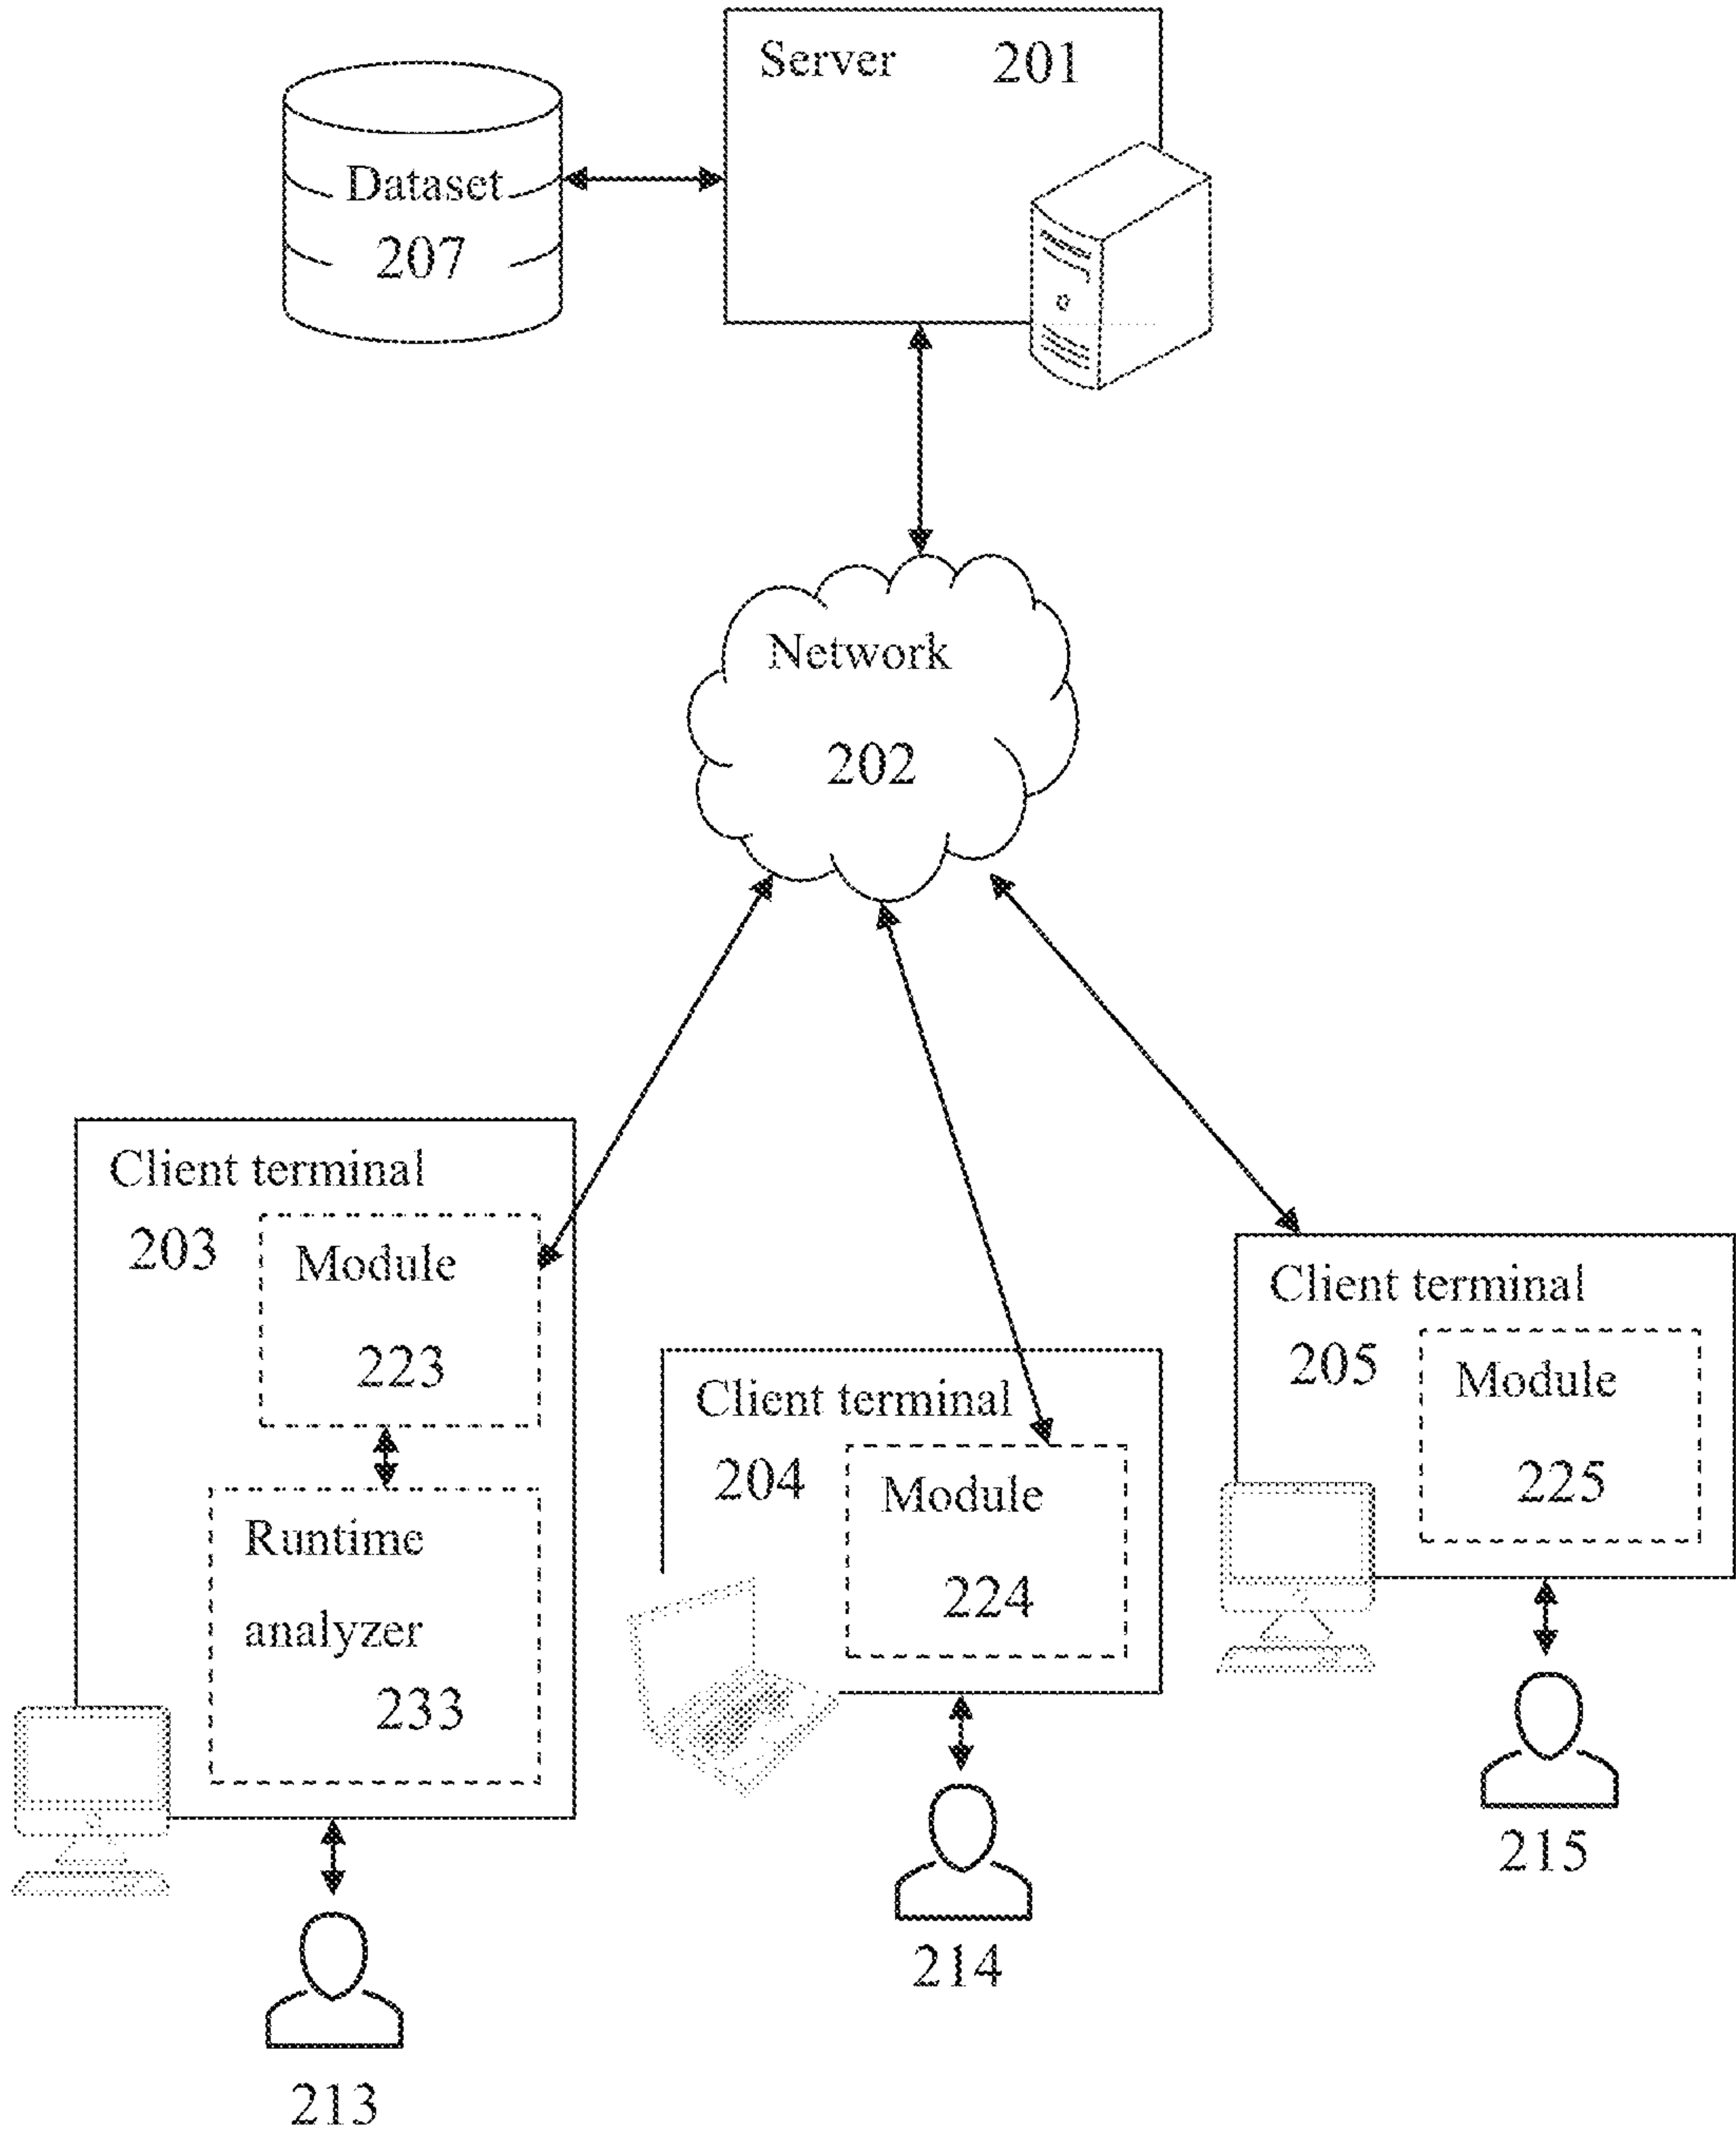 Server 201
Dataset
207
Network
202
Client terminal
203
Module
223
Runtime
analyzer
233
213
Client terminal
204
Module
224
214
Client terminal
205
Module
225
215